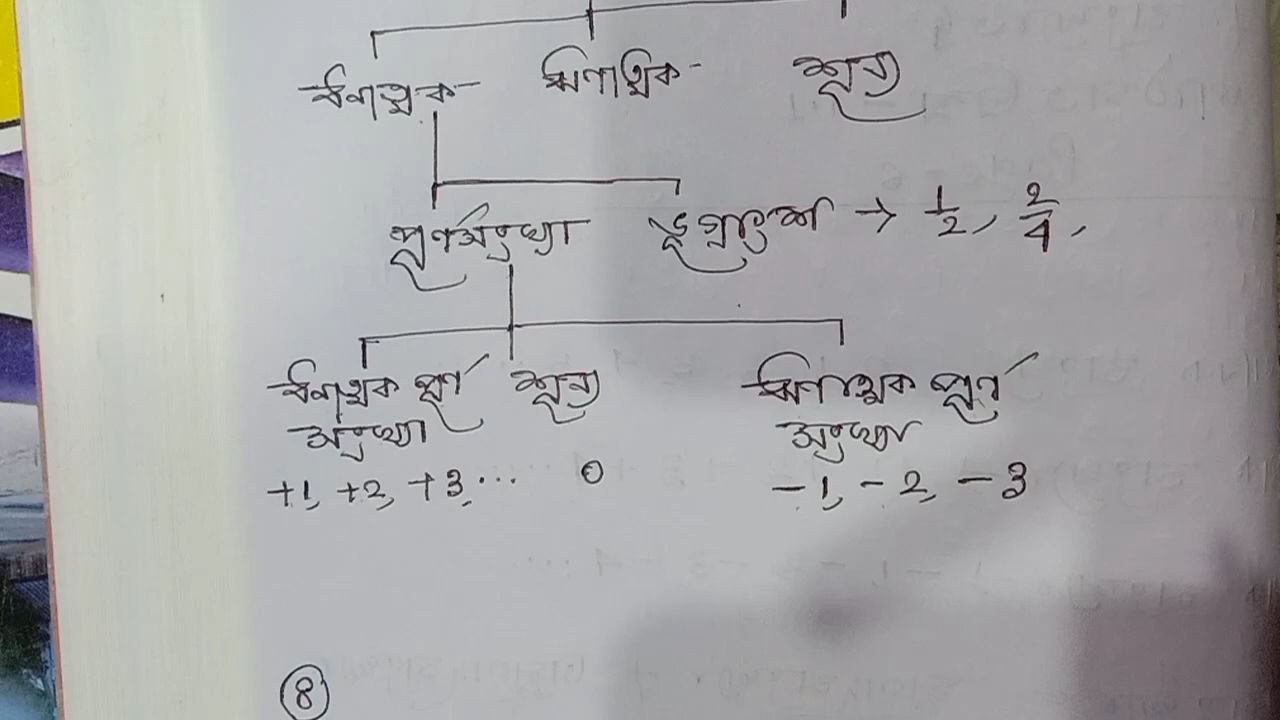 ধনাত্মক ঋণাত্মক শূন্য
পূর্ণসংখ্যা ভগ্নাংশ → 1/2, 2/4,
ধনাত্মক পূর্ণ শূন্য ঋণাত্মক পূর্ণ
সংখ্যা সংখ্যা
+1, +2, +3,... 0 -1, -2, -3
8